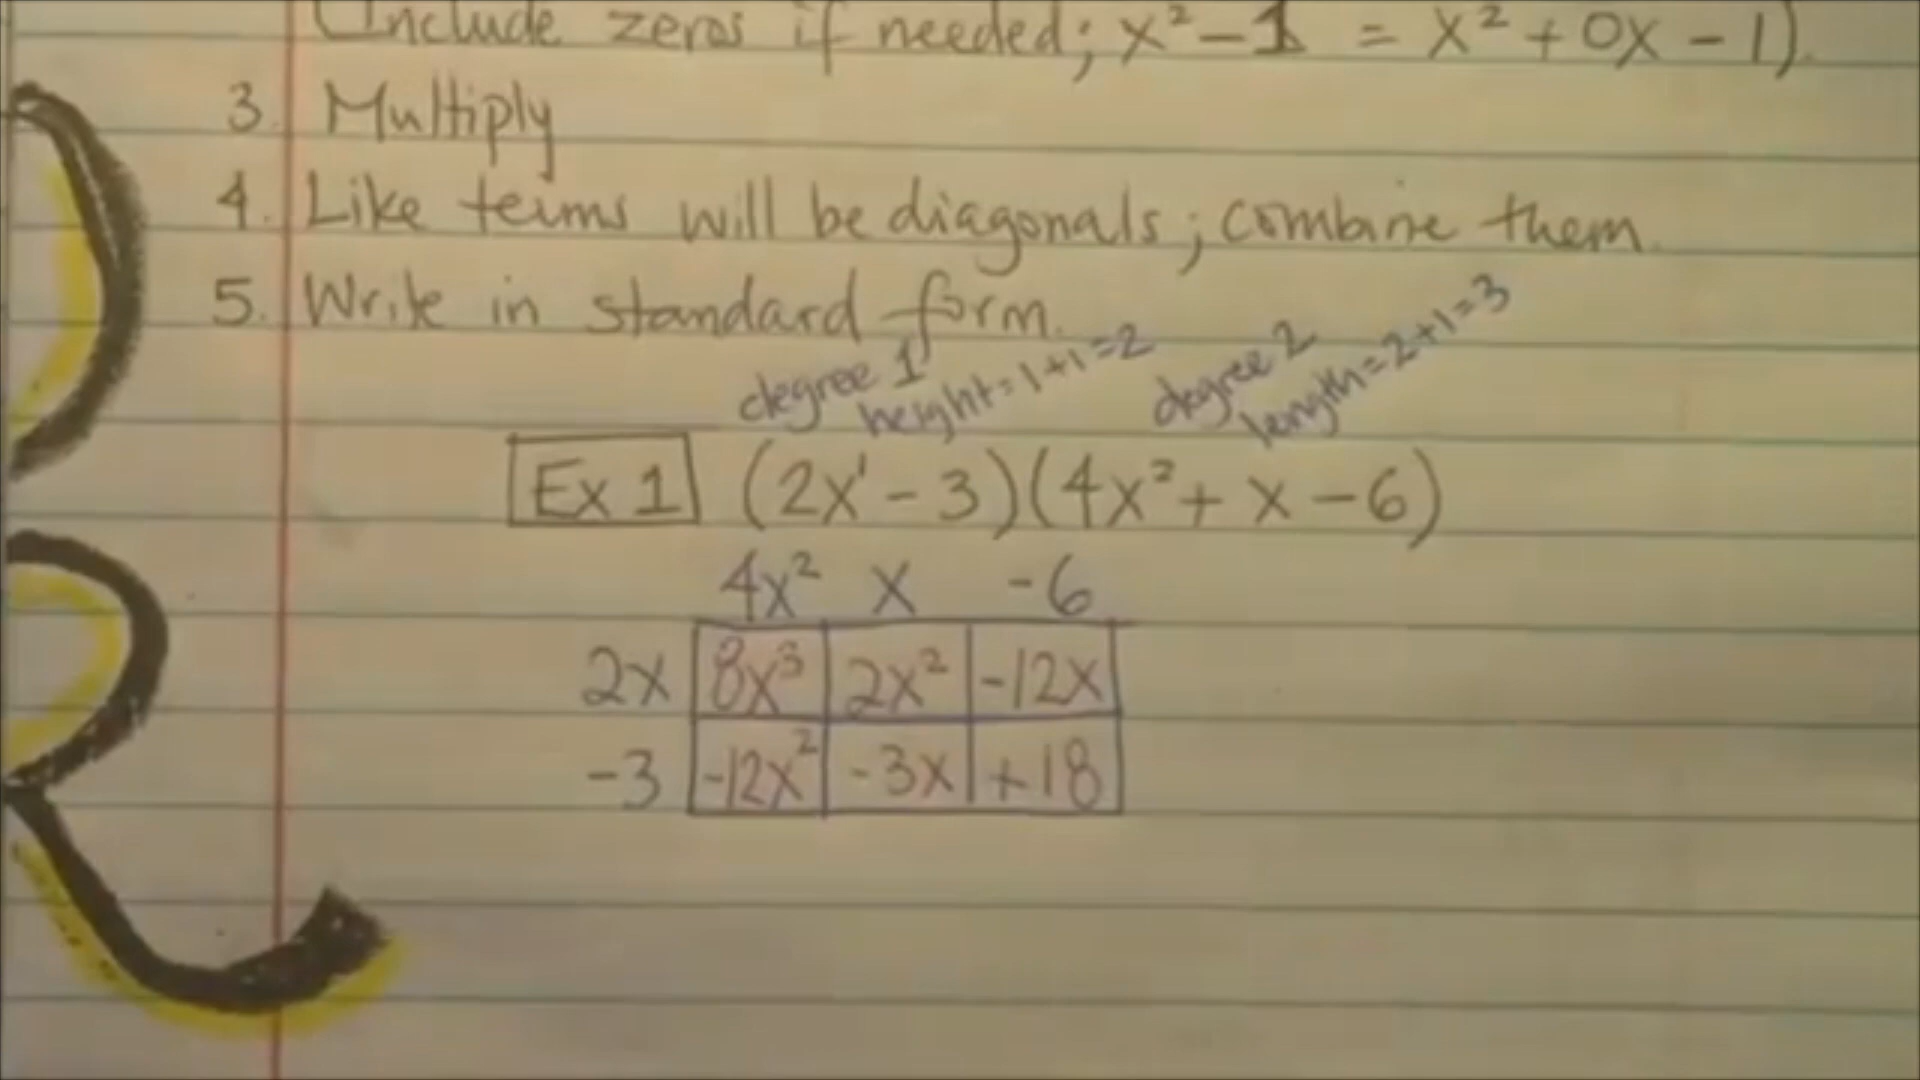 (Include zeros if needed; x² - 1 = x² + 0x - 1).
3. Multiply
4. Like terms will be diagonals; combine them.
5. Write in standard form.
degree 1
height = 1+1 = 2
degree 2
length = 2+1 = 3
Ex 1 (2x¹ - 3)(4x² + x - 6)
4x² x -6
2x 8x³ 2x² -12x
-3 -12x² -3x +18